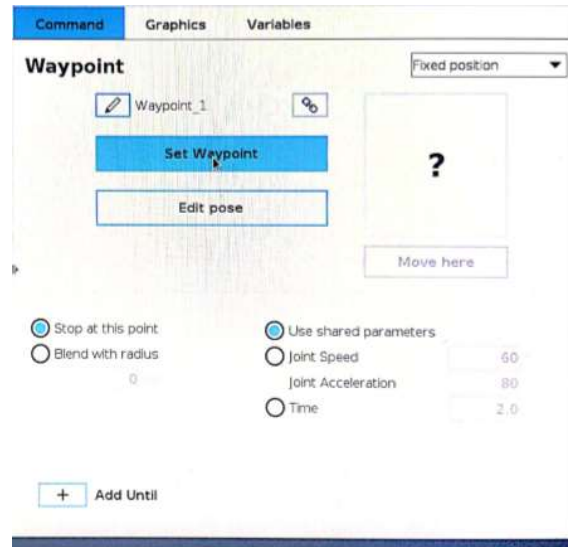 Command Graphics Variables
Waypoint
Fixed position
Waypoint_1
Set Waypoint
Edit pose
?
Move here
Stop at this point
Blend with radius
0
Use shared parameters
Joint Speed 60
Joint Acceleration 80
Time 2.0
+ Add Until